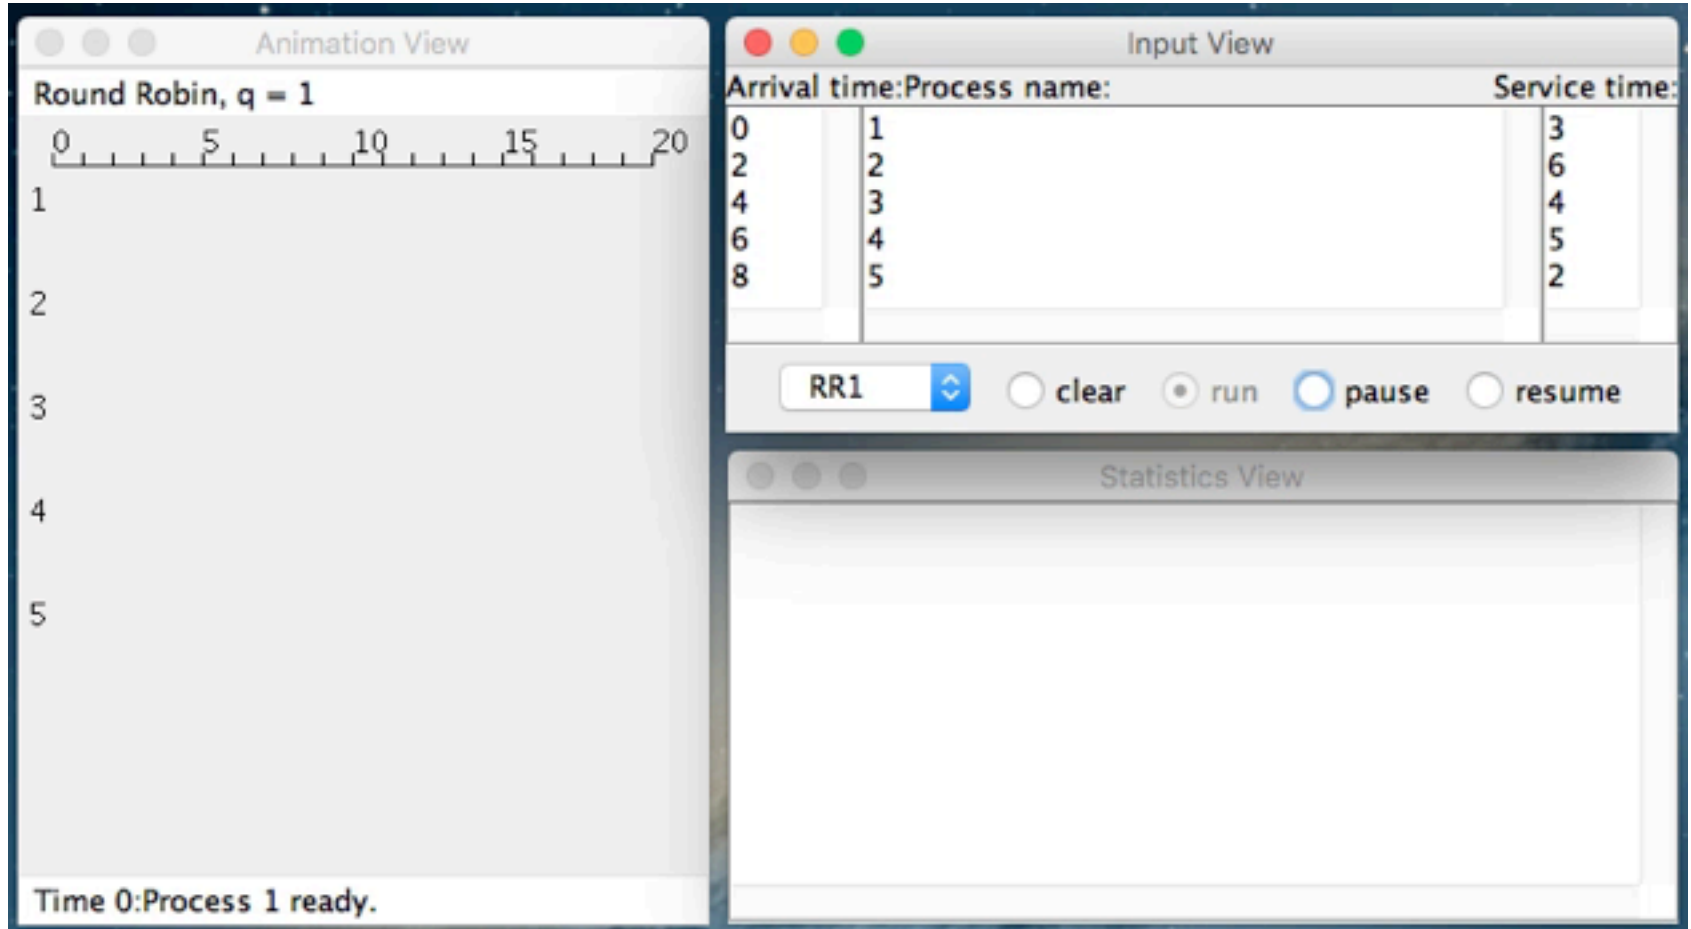 Animation View
Round Robin, q = 1
0 5 10 15 20
1
2
3
4
5
Time 0:Process 1 ready.
Input View
Arrival time:Process name: Service time:
0 1 3
2 2 6
4 3 4
6 4 5
8 5 2
RR1 clear run pause resume
Statistics View